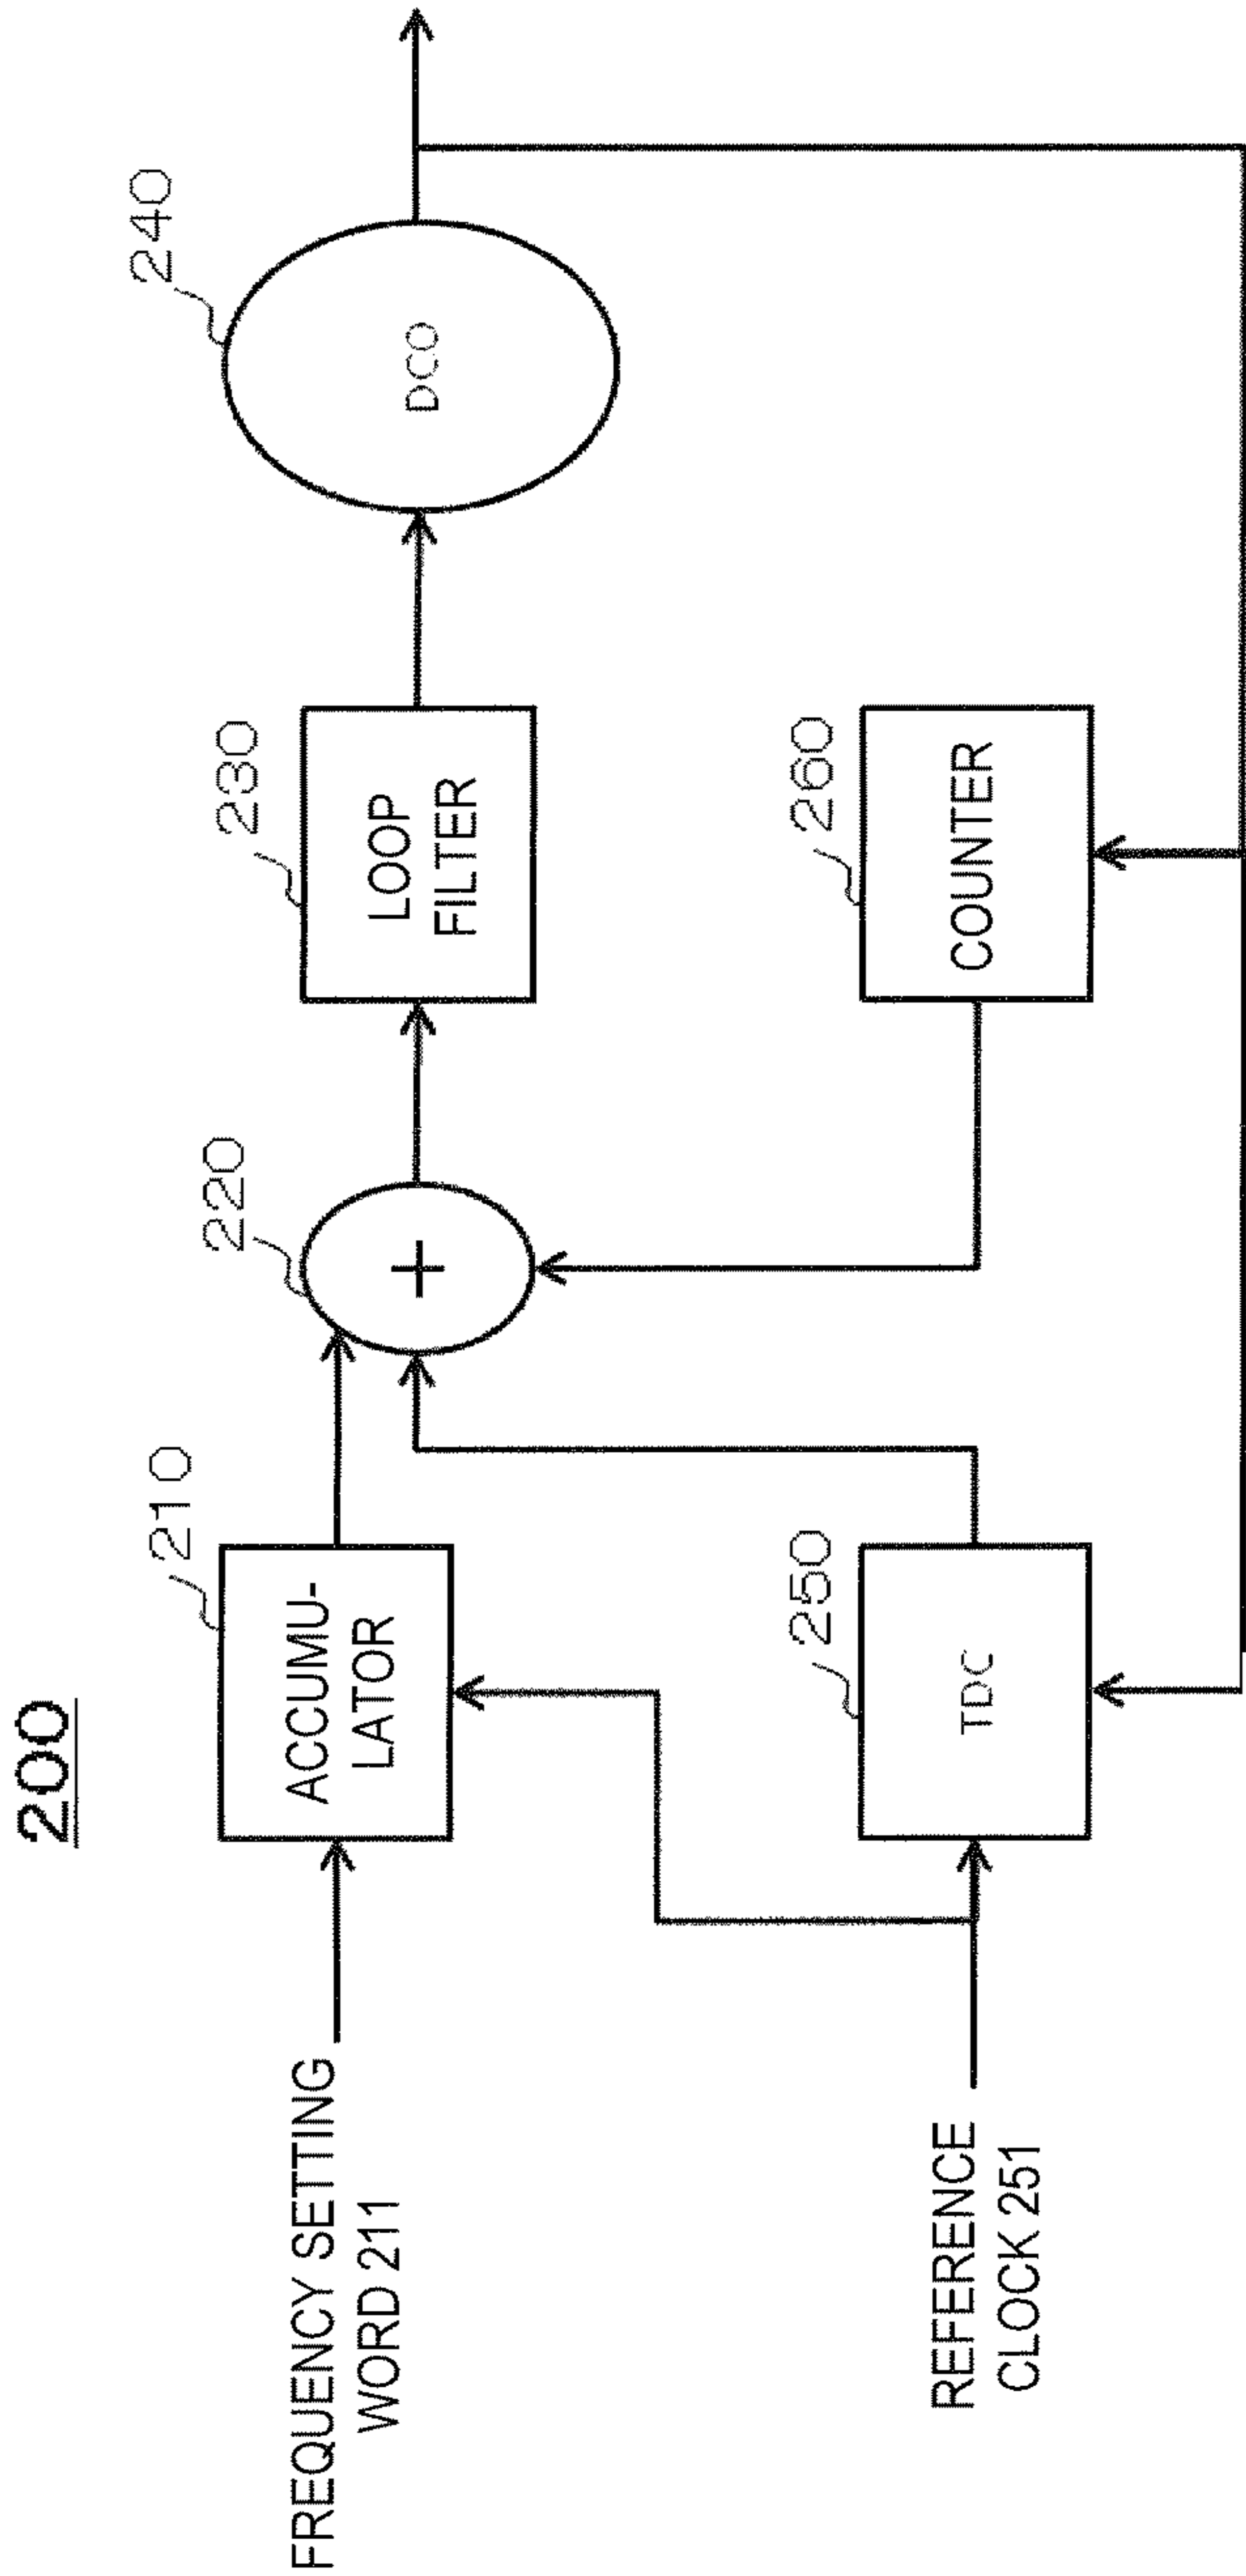 200
FREQUENCY SETTING
WORD 211
ACCUMU-
LATOR
210
+
220
LOOP
FILTER
230
DCO
240
REFERENCE
CLOCK 251
TDC
250
COUNTER
260